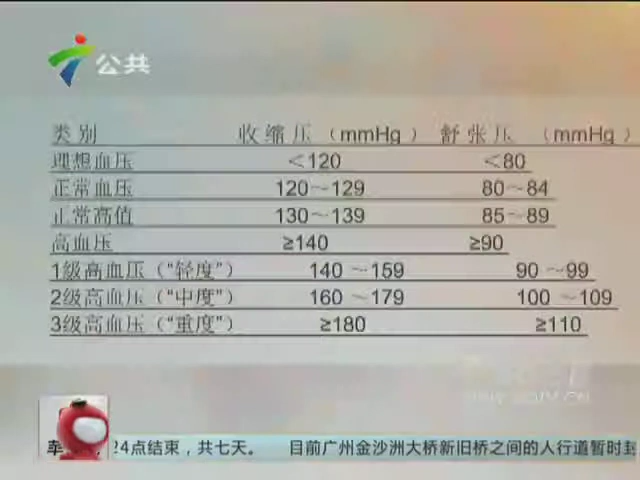 公共
类别 收缩压（mmHg） 舒张压（mmHg）
理想血压 ＜120 ＜80
正常血压 120～129 80～84
正常高值 130～139 85～89
高血压 ≥140 ≥90
1级高血压（“轻度”） 140～159 90～99
2级高血压（“中度”） 160～179 100～109
3级高血压（“重度”） ≥180 ≥110
24点结束，共七天。 目前广州金沙洲大桥新旧桥之间的人行道暂时封